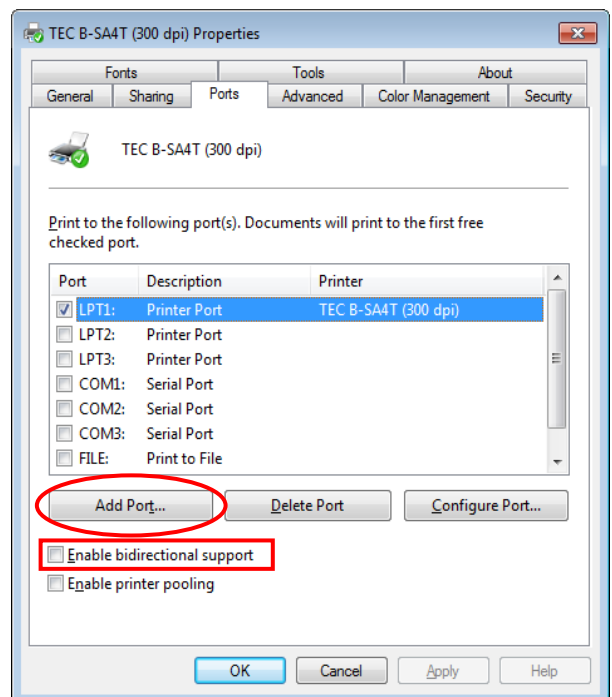 TEC B-SA4T (300 dpi) Properties
Fonts Tools About
General Sharing Ports Advanced Color Management Security
TEC B-SA4T (300 dpi)
Print to the following port(s). Documents will print to the first free
checked port.
Port Description Printer
LPT1: Printer Port TEC B-SA4T (300 dpi)
LPT2: Printer Port
LPT3: Printer Port
COM1: Serial Port
COM2: Serial Port
COM3: Serial Port
FILE: Print to File
Add Port... Delete Port Configure Port...
Enable bidirectional support
Enable printer pooling
OK Cancel Apply Help